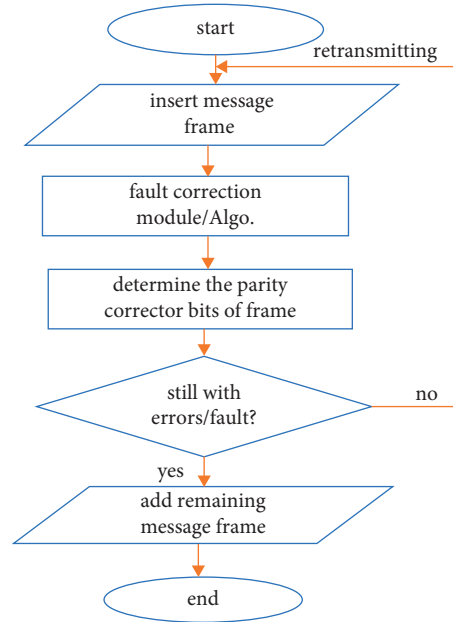 start
retransmitting
insert message
frame
fault correction
module/Algo.
determine the parity
corrector bits of frame
still with
errors/fault?
no
yes
add remaining
message frame
end